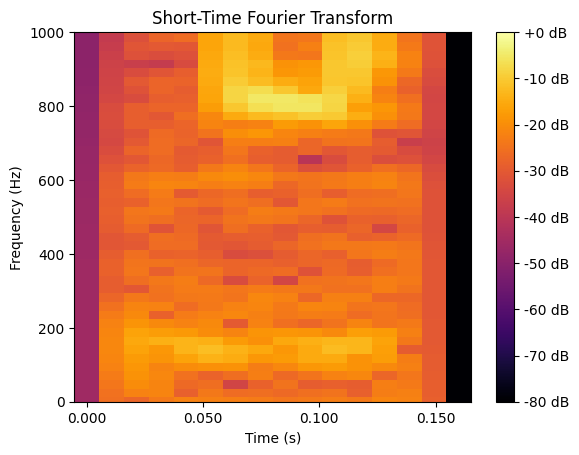 Short-Time Fourier Transform
1000
800
600
400
200
0
Frequency (Hz)
0.000
0.050
0.100
0.150
Time (s)
+0 dB
-10 dB
-20 dB
-30 dB
-40 dB
-50 dB
-60 dB
-70 dB
-80 dB